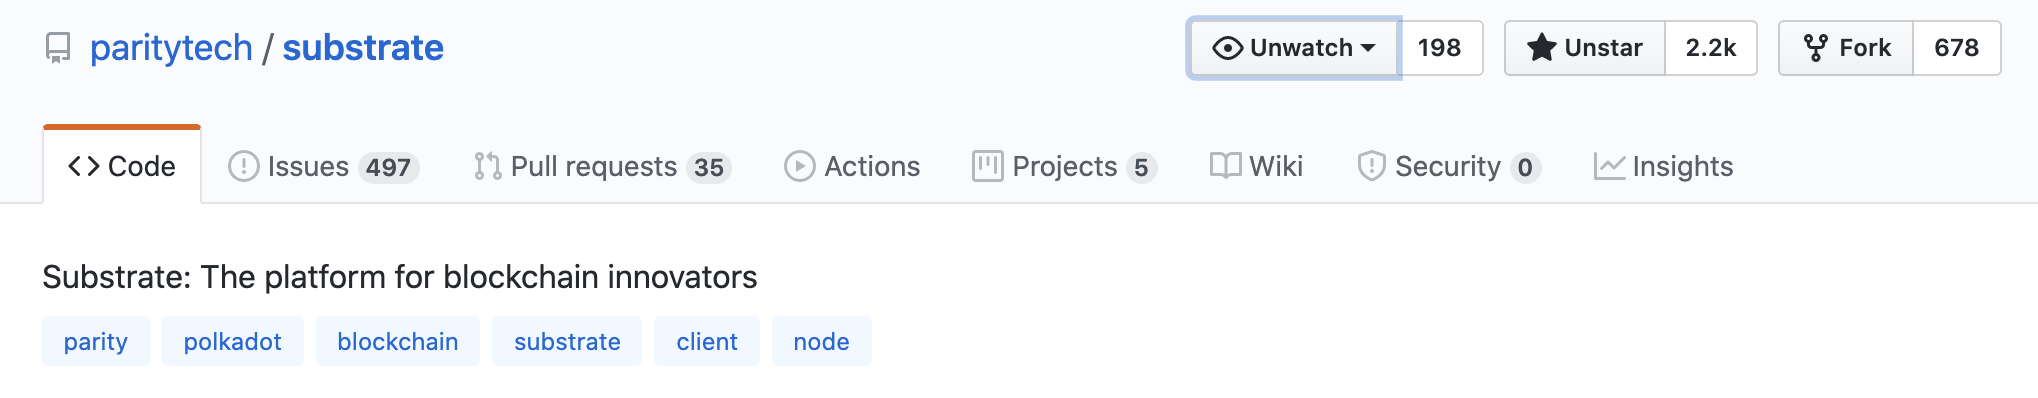 paritytech / substrate Unwatch 198 Unstar 2.2k Fork 678
Code Issues 497 Pull requests 35 Actions Projects 5 Wiki Security 0 Insights
Substrate: The platform for blockchain innovators
parity polkadot blockchain substrate client node